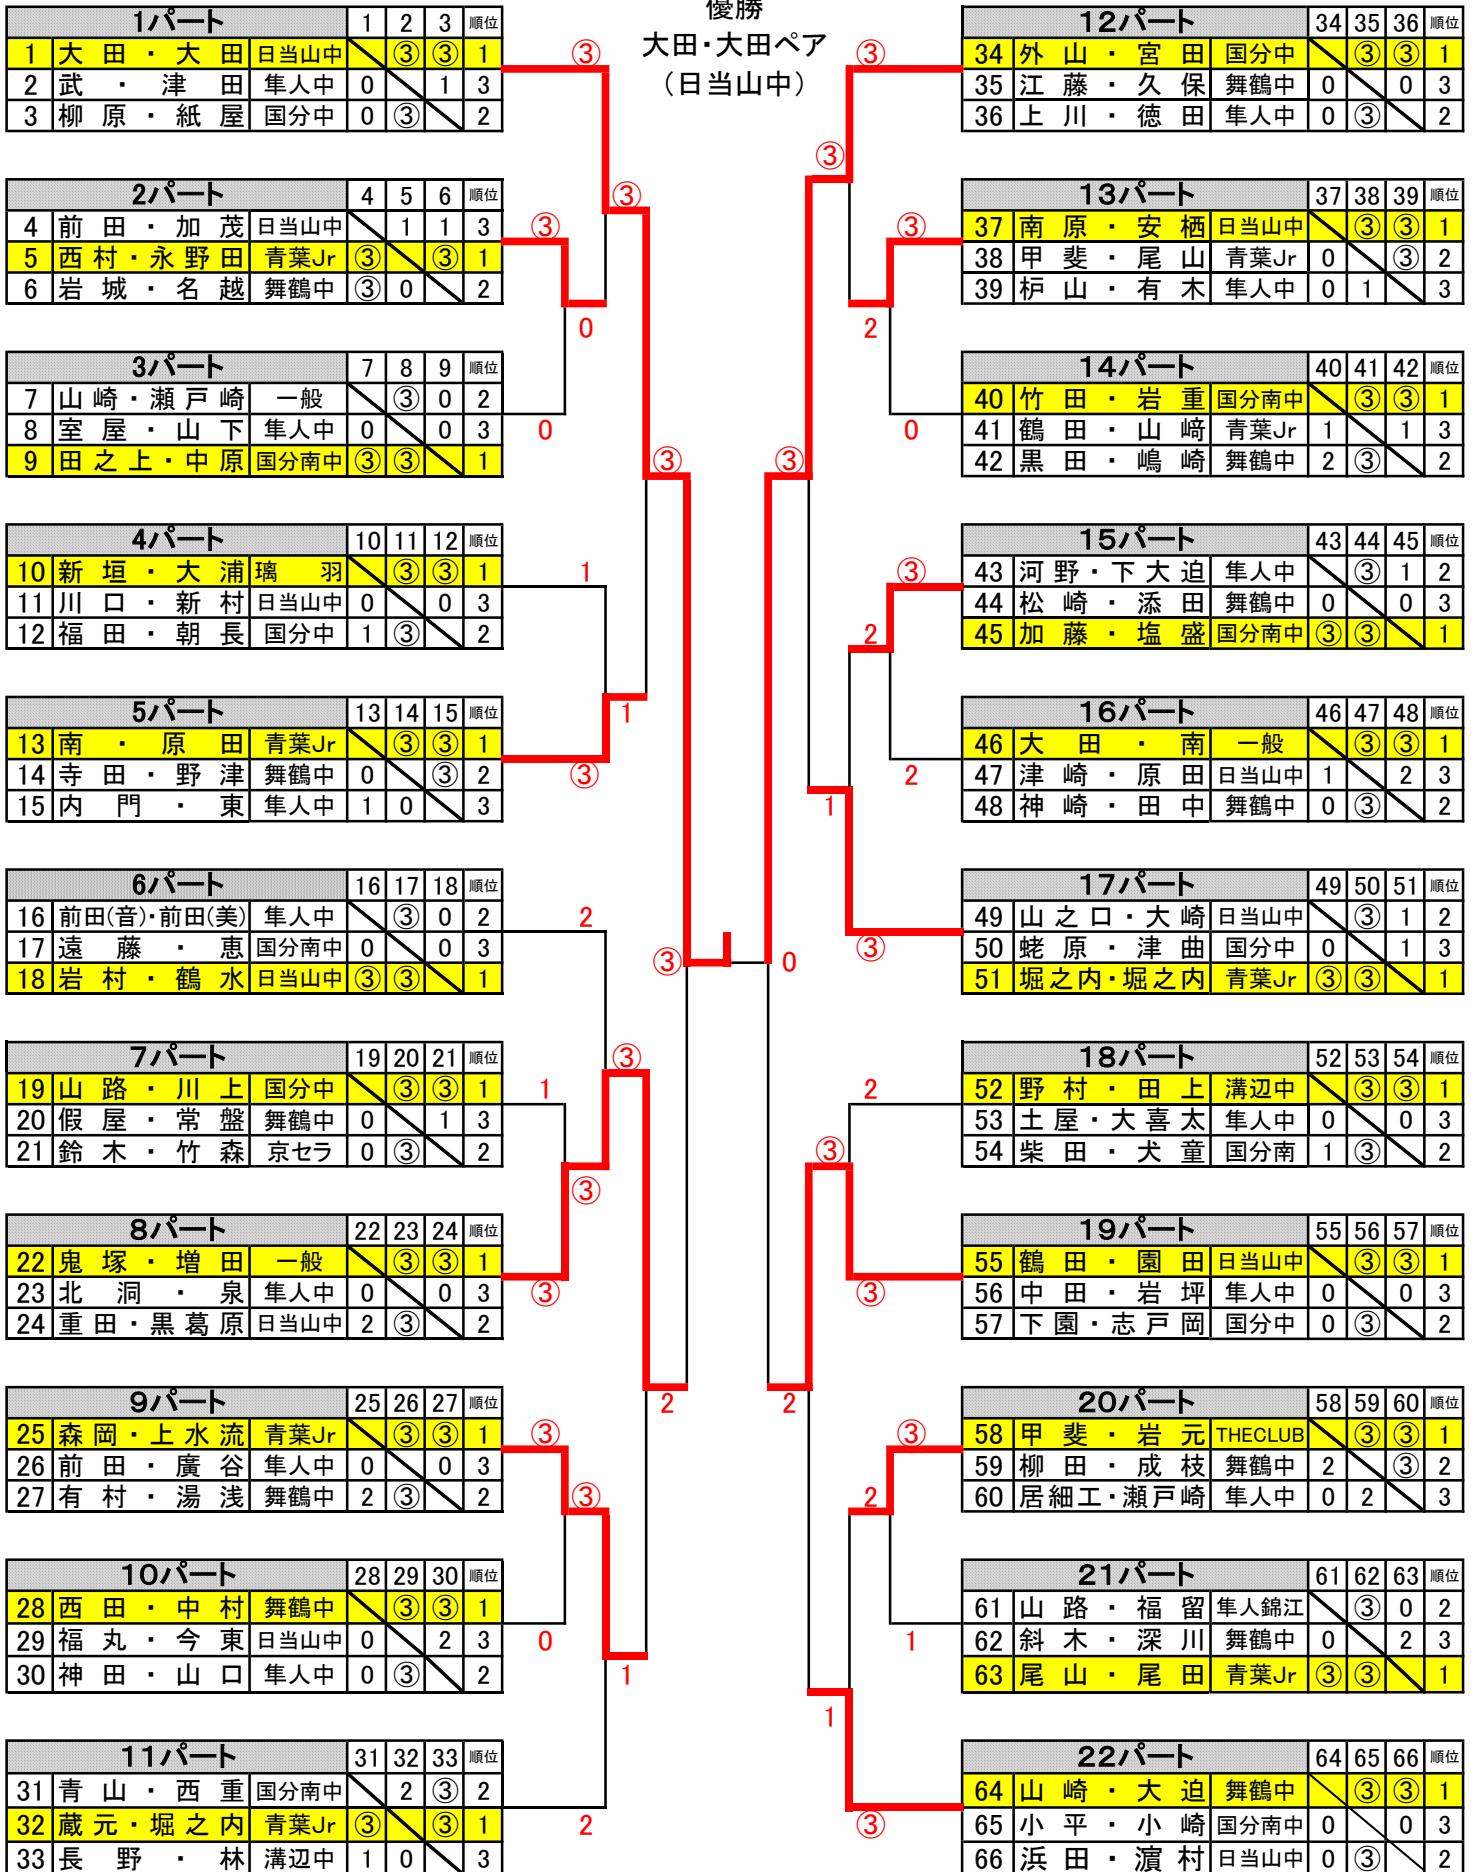 優勝
大田・大田ペア
（日当山中）
1パート 1 2 3 順位
1 大田・大田 日当山中 ③ ③ 1
2 武・津田 隼人中 0 1 3
3 柳原・紙屋 国分中 0 ③ 2
2パート 4 5 6 順位
4 前田・加茂 日当山中 1 1 3
5 西村・永野田 青葉Jr ③ ③ 1
6 岩城・名越 舞鶴中 ③ 0 2
3パート 7 8 9 順位
7 山崎・瀬戸崎 一般 ③ 0 2
8 室屋・山下 隼人中 0 0 3
9 田之上・中原 国分南中 ③ ③ 1
4パート 10 11 12 順位
10 新垣・大浦 璃羽 ③ ③ 1
11 川口・新村 日当山中 0 0 3
12 福田・朝長 国分中 1 ③ 2
5パート 13 14 15 順位
13 南・原田 青葉Jr ③ ③ 1
14 寺田・野津 舞鶴中 0 ③ 2
15 内門・東 隼人中 1 0 3
6パート 16 17 18 順位
16 前田(音)・前田(美) 隼人中 ③ 0 2
17 遠藤・恵 国分南中 0 0 3
18 岩村・鶴水 日当山中 ③ ③ 1
7パート 19 20 21 順位
19 山路・川上 国分中 ③ ③ 1
20 假屋・常盤 舞鶴中 0 1 3
21 鈴木・竹森 京セラ 0 ③ 2
8パート 22 23 24 順位
22 鬼塚・増田 一般 ③ ③ 1
23 北洞・泉 隼人中 0 0 3
24 重田・黒葛原 日当山中 2 ③ 2
9パート 25 26 27 順位
25 森岡・上水流 青葉Jr ③ ③ 1
26 前田・廣谷 隼人中 0 0 3
27 有村・湯浅 舞鶴中 2 ③ 2
10パート 28 29 30 順位
28 西田・中村 舞鶴中 ③ ③ 1
29 福丸・今東 日当山中 0 2 3
30 神田・山口 隼人中 0 ③ 2
11パート 31 32 33 順位
31 青山・西重 国分南中 2 ③ 2
32 蔵元・堀之内 青葉Jr ③ ③ 1
33 長野・林 溝辺中 1 0 3
③
③
③
0
0
③
1
1
③
③
2
③
1
③
③
2
③
③
0
1
2
12パート 34 35 36 順位
34 外山・宮田 国分中 ③ ③ 1
35 江藤・久保 舞鶴中 0 0 3
36 上川・徳田 隼人中 0 ③ 2
13パート 37 38 39 順位
37 南原・安栖 日当山中 ③ ③ 1
38 甲斐・尾山 青葉Jr 0 ③ 2
39 枦山・有木 隼人中 0 1 3
14パート 40 41 42 順位
40 竹田・岩重 国分南中 ③ ③ 1
41 鶴田・山﨑 青葉Jr 1 1 3
42 黒田・嶋崎 舞鶴中 2 ③ 2
15パート 43 44 45 順位
43 河野・下大迫 隼人中 ③ 1 2
44 松崎・添田 舞鶴中 0 0 3
45 加藤・塩盛 国分南中 ③ ③ 1
16パート 46 47 48 順位
46 大田・南 一般 ③ ③ 1
47 津崎・原田 日当山中 1 2 3
48 神崎・田中 舞鶴中 0 ③ 2
17パート 49 50 51 順位
49 山之口・大崎 日当山中 ③ 1 2
50 蛯原・津曲 国分中 0 1 3
51 堀之内・堀之内 青葉Jr ③ ③ 1
18パート 52 53 54 順位
52 野村・田上 溝辺中 ③ ③ 1
53 土屋・大喜太 隼人中 0 0 3
54 柴田・犬童 国分南 1 ③ 2
19パート 55 56 57 順位
55 鶴田・園田 日当山中 ③ ③ 1
56 中田・岩坪 隼人中 0 0 3
57 下園・志戸岡 国分中 0 ③ 2
20パート 58 59 60 順位
58 甲斐・岩元 THECLUB ③ ③ 1
59 柳田・成枝 舞鶴中 2 ③ 2
60 居細工・瀬戸崎 隼人中 0 2 3
21パート 61 62 63 順位
61 山路・福留 隼人錦江 ③ 0 2
62 斜木・深川 舞鶴中 0 2 3
63 尾山・尾田 青葉Jr ③ ③ 1
22パート 64 65 66 順位
64 山崎・大迫 舞鶴中 ③ ③ 1
65 小平・小崎 国分南中 0 0 3
66 浜田・濵村 日当山中 0 ③ 2
③
③
③
2
0
③
③
2
2
1
③
0
2
③
③
2
③
2
1
1
③